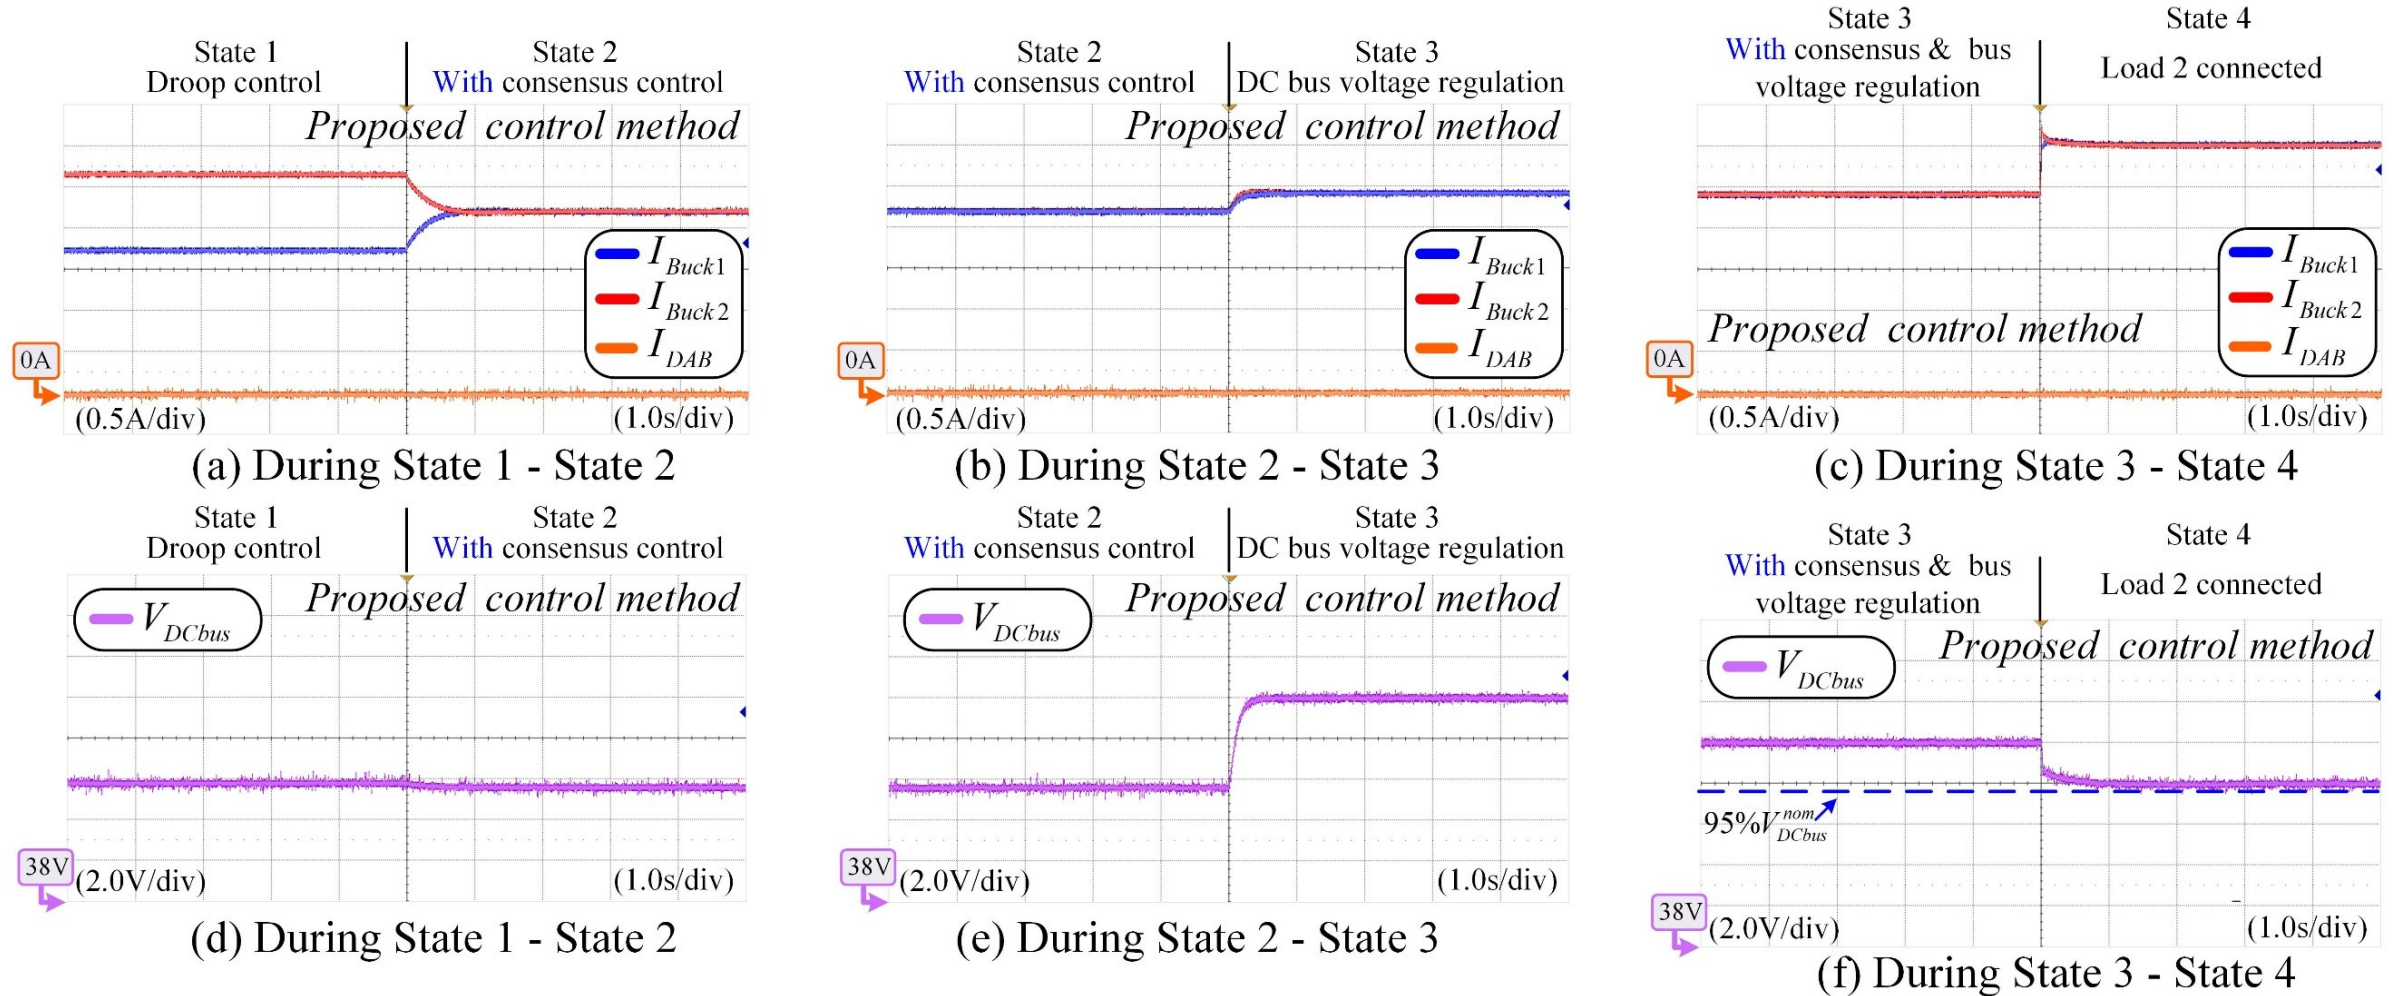 State 1
Droop control
State 2
With consensus control
Proposed control method
I Buck1
I Buck2
I DAB
0A
(0.5A/div)
(1.0s/div)
(a) During State 1 - State 2
State 2
With consensus control
State 3
DC bus voltage regulation
Proposed control method
I Buck1
I Buck2
I DAB
0A
(0.5A/div)
(1.0s/div)
(b) During State 2 - State 3
State 3
With consensus & bus
voltage regulation
State 4
Load 2 connected
I Buck1
I Buck2
I DAB
Proposed control method
0A
(0.5A/div)
(1.0s/div)
(c) During State 3 - State 4
State 1
Droop control
State 2
With consensus control
Proposed control method
V DCbus
38V
(2.0V/div)
(1.0s/div)
(d) During State 1 - State 2
State 2
With consensus control
State 3
DC bus voltage regulation
Proposed control method
V DCbus
38V
(2.0V/div)
(1.0s/div)
(e) During State 2 - State 3
State 3
With consensus & bus
voltage regulation
State 4
Load 2 connected
Proposed control method
V DCbus
95%V nom DCbus
38V
(2.0V/div)
(1.0s/div)
(f) During State 3 - State 4